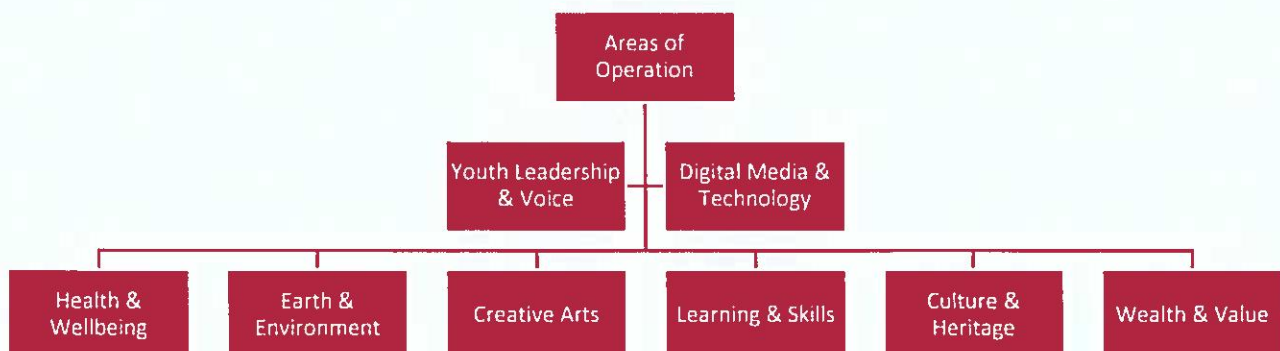 Areas of
Operation
Youth Leadership
& Voice
Digital Media &
Technology
Health &
Wellbeing
Earth &
Environment
Creative Arts
Learning & Skills
Culture &
Heritage
Wealth & Value